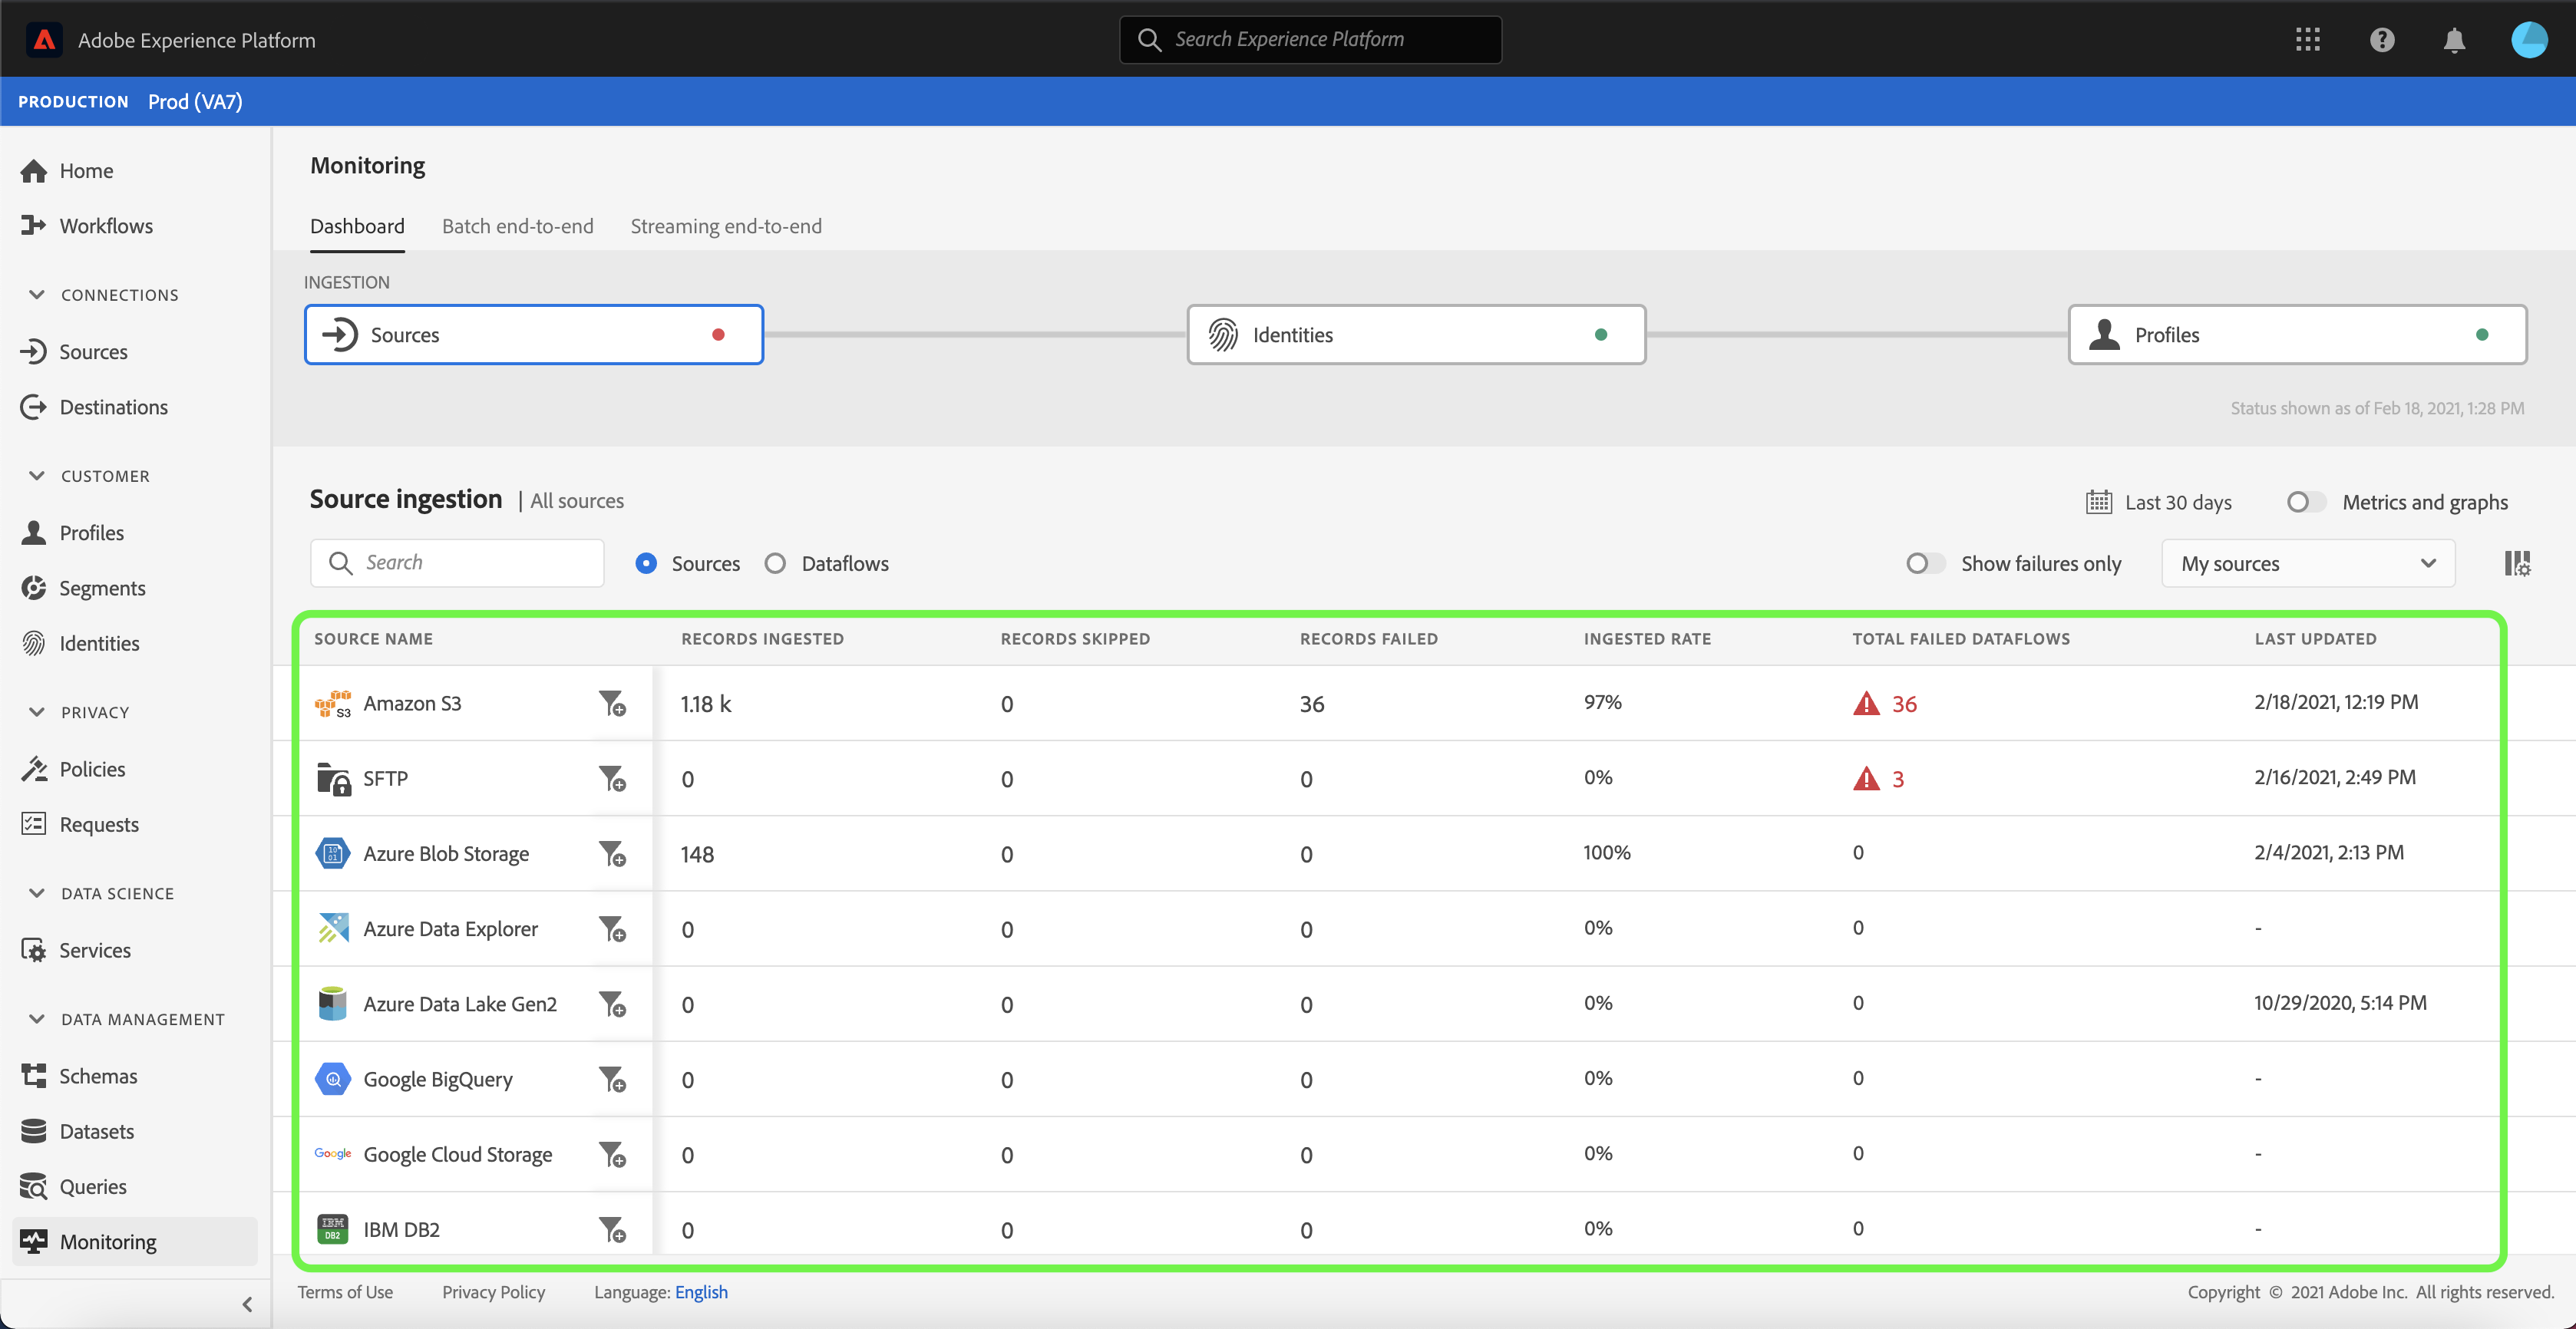 Adobe Experience Platform
Search Experience Platform
PRODUCTION Prod (VA7)
Home
Workflows
CONNECTIONS
Sources
Destinations
CUSTOMER
Profiles
Segments
Identities
PRIVACY
Policies
Requests
DATA SCIENCE
Services
DATA MANAGEMENT
Schemas
Datasets
Queries
Monitoring
Monitoring
Dashboard Batch end-to-end Streaming end-to-end
INGESTION
Sources Identities Profiles
Status shown as of Feb 18, 2021, 1:28 PM
Source ingestion | All sources Last 30 days Metrics and graphs
Search Sources Dataflows Show failures only My sources
SOURCE NAME RECORDS INGESTED RECORDS SKIPPED RECORDS FAILED INGESTED RATE TOTAL FAILED DATAFLOWS LAST UPDATED
S3 Amazon S3 1.18 k 0 36 97% 36 2/18/2021, 12:19 PM
SFTP 0 0 0 0% 3 2/16/2021, 2:49 PM
10 01 Azure Blob Storage 148 0 0 100% 0 2/4/2021, 2:13 PM
Azure Data Explorer 0 0 0 0% 0 -
Azure Data Lake Gen2 0 0 0 0% 0 10/29/2020, 5:14 PM
Google BigQuery 0 0 0 0% 0 -
Google Google Cloud Storage 0 0 0 0% 0 -
IBM DB2 IBM DB2 0 0 0 0% 0 -
Terms of Use Privacy Policy Language: English Copyright © 2021 Adobe Inc. All rights reserved.